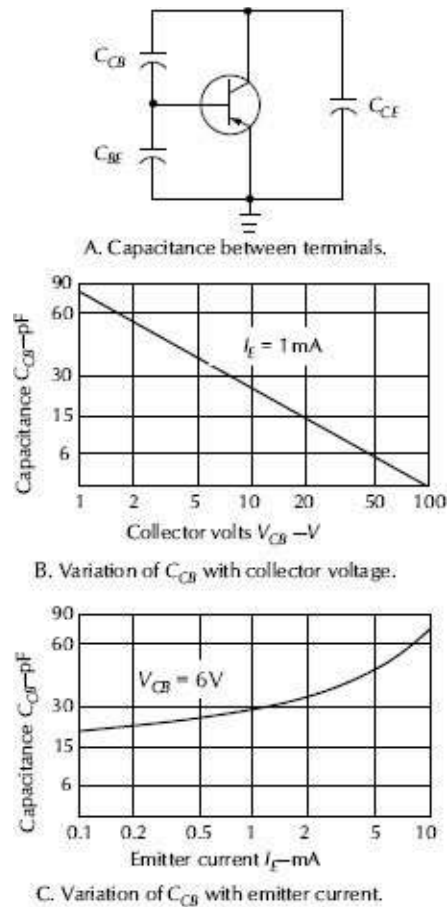 C_CB
C_BE
C_CE
A. Capacitance between terminals.
90
60
30
15
6
Capacitance C_CB—pF
I_E = 1mA
1 2 5 10 20 50 100
Collector volts V_CB —V
B. Variation of C_CB with collector voltage.
90
60
30
15
6
Capacitance C_CB—pF
V_CB = 6V
0.1 0.2 0.5 1 2 5 10
Emitter current I_E—mA
C. Variation of C_CB with emitter current.